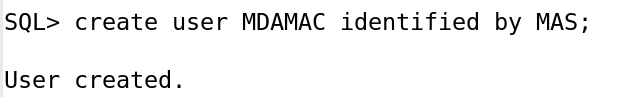 SQL> create user MDAMAC identified by MAS;
User created.